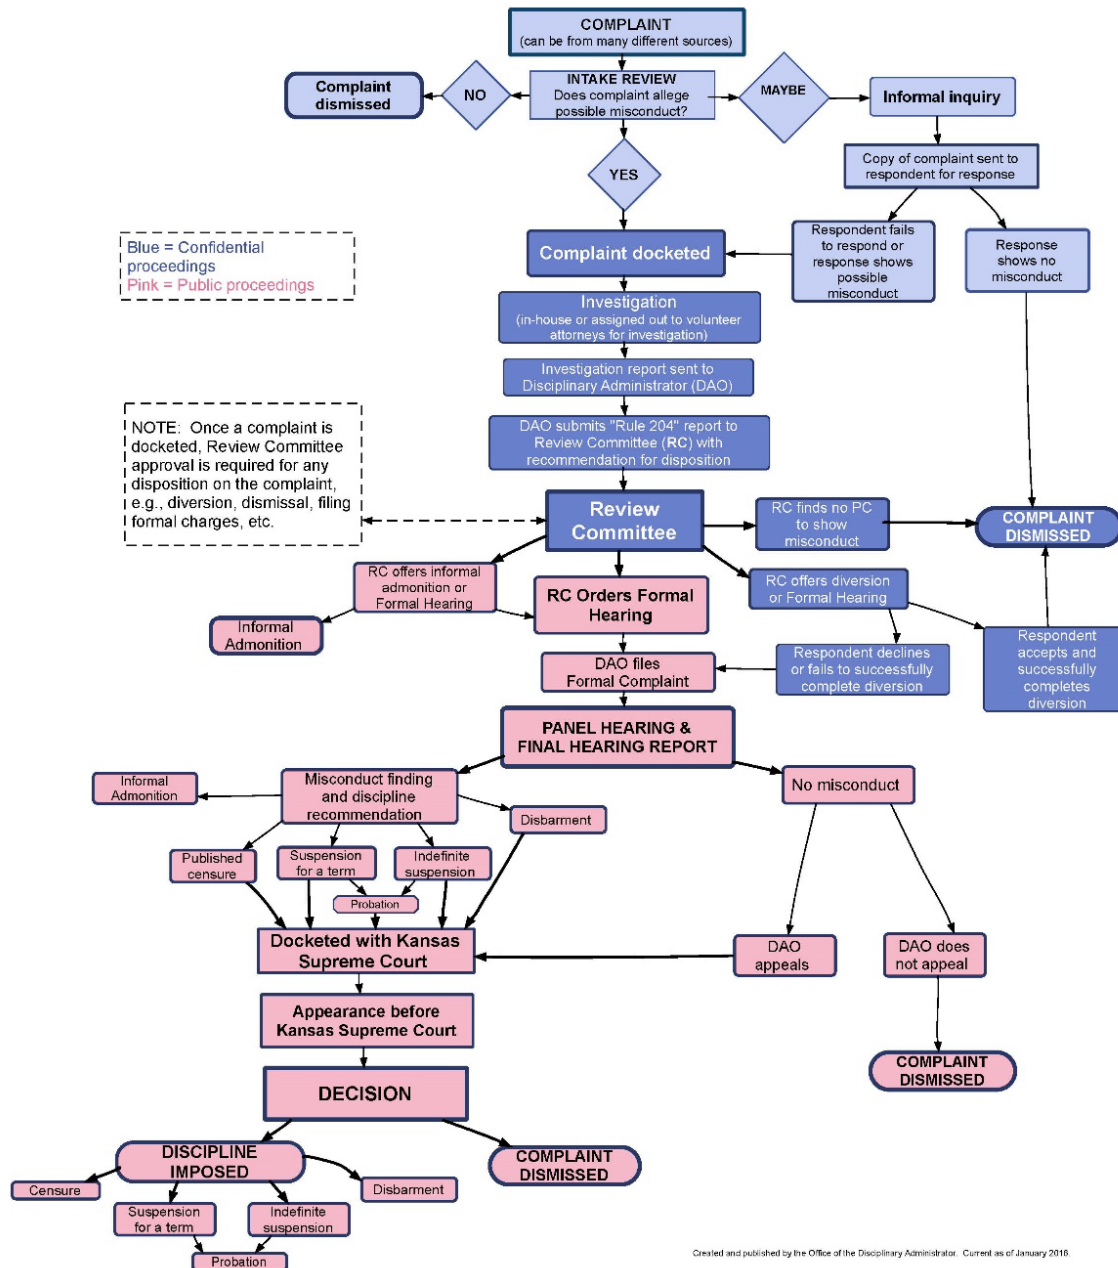 COMPLAINT
(can be from many different sources)
INTAKE REVIEW
Does complaint allege
possible misconduct?
NO
Complaint
dismissed
MAYBE
Informal inquiry
Copy of complaint sent to
respondent for response
YES
Respondent fails
to respond or
response shows
possible
misconduct
Response
shows no
misconduct
Blue = Confidential
proceedings
Pink = Public proceedings
Complaint docketed
Investigation
(in-house or assigned out to volunteer
attorneys for investigation)
Investigation report sent to
Disciplinary Administrator (DAO)
DAO submits "Rule 204" report to
Review Committee (RC) with
recommendation for disposition
NOTE: Once a complaint is
docketed, Review Committee
approval is required for any
disposition on the complaint,
e.g., diversion, dismissal, filing
formal charges, etc.
Review
Committee
RC finds no PC
to show
misconduct
COMPLAINT
DISMISSED
RC offers informal
admonition or
Formal Hearing
RC Orders Formal
Hearing
RC offers diversion
or Formal Hearing
Informal
Admonition
DAO files
Formal Complaint
Respondent declines
or fails to successfully
complete diversion
Respondent
accepts and
successfully
completes
diversion
PANEL HEARING &
FINAL HEARING REPORT
Informal
Admonition
Misconduct finding
and discipline
recommendation
Disbarment
No misconduct
Published
censure
Suspension
for a term
Indefinite
suspension
Probation
Docketed with Kansas
Supreme Court
DAO
appeals
DAO does
not appeal
Appearance before
Kansas Supreme Court
COMPLAINT
DISMISSED
DECISION
DISCIPLINE
IMPOSED
COMPLAINT
DISMISSED
Censure
Suspension
for a term
Indefinite
suspension
Disbarment
Probation
Created and published by the Office of the Disciplinary Administrator. Current as of January 2016.